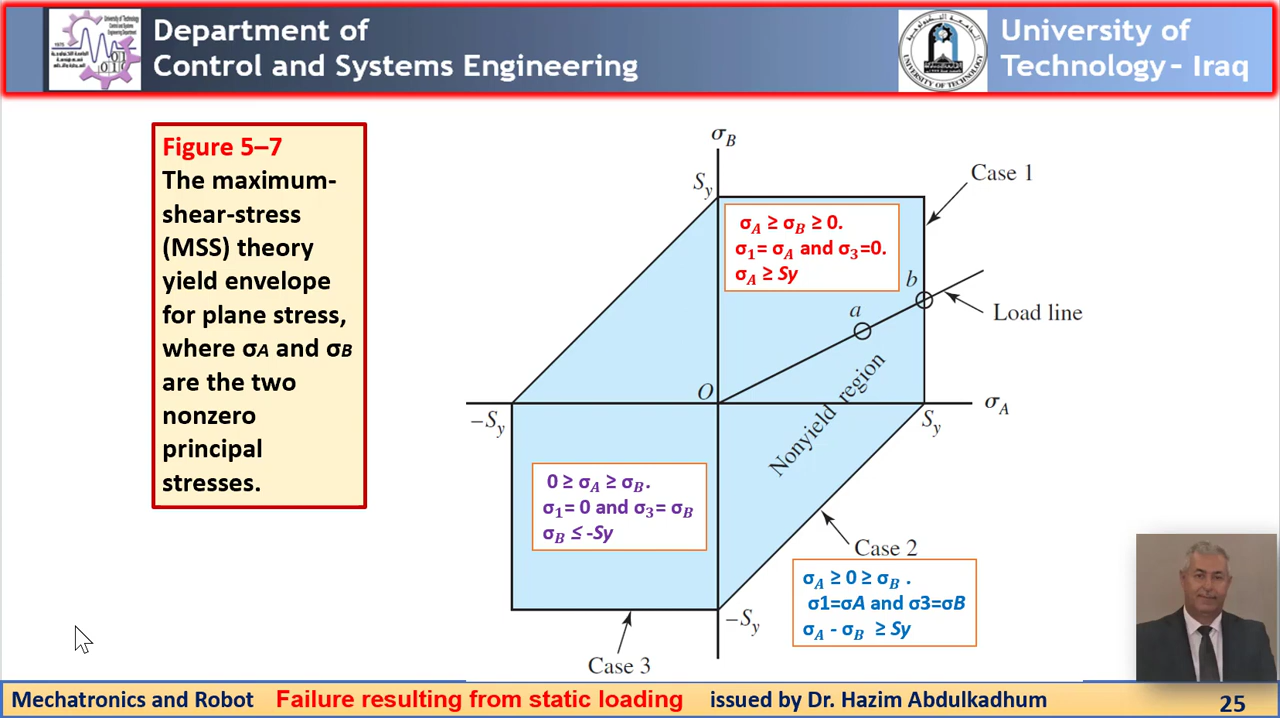 Department of
Control and Systems Engineering
University of
Technology - Iraq
Figure 5–7
The maximum-
shear-stress
(MSS) theory
yield envelope
for plane stress,
where σA and σB
are the two
nonzero
principal
stresses.
σB
Sy
Case 1
σA ≥ σB ≥ 0.
σ1= σA and σ3=0.
σA ≥ Sy
b
a
Load line
O
Nonyield region
−Sy
Sy
σA
0 ≥ σA ≥ σB.
σ1= 0 and σ3= σB
σB ≤ -Sy
Case 2
σA ≥ 0 ≥ σB .
σ1=σA and σ3=σB
σA - σB ≥ Sy
−Sy
Case 3
Mechatronics and Robot Failure resulting from static loading issued by Dr. Hazim Abdulkadhum 25